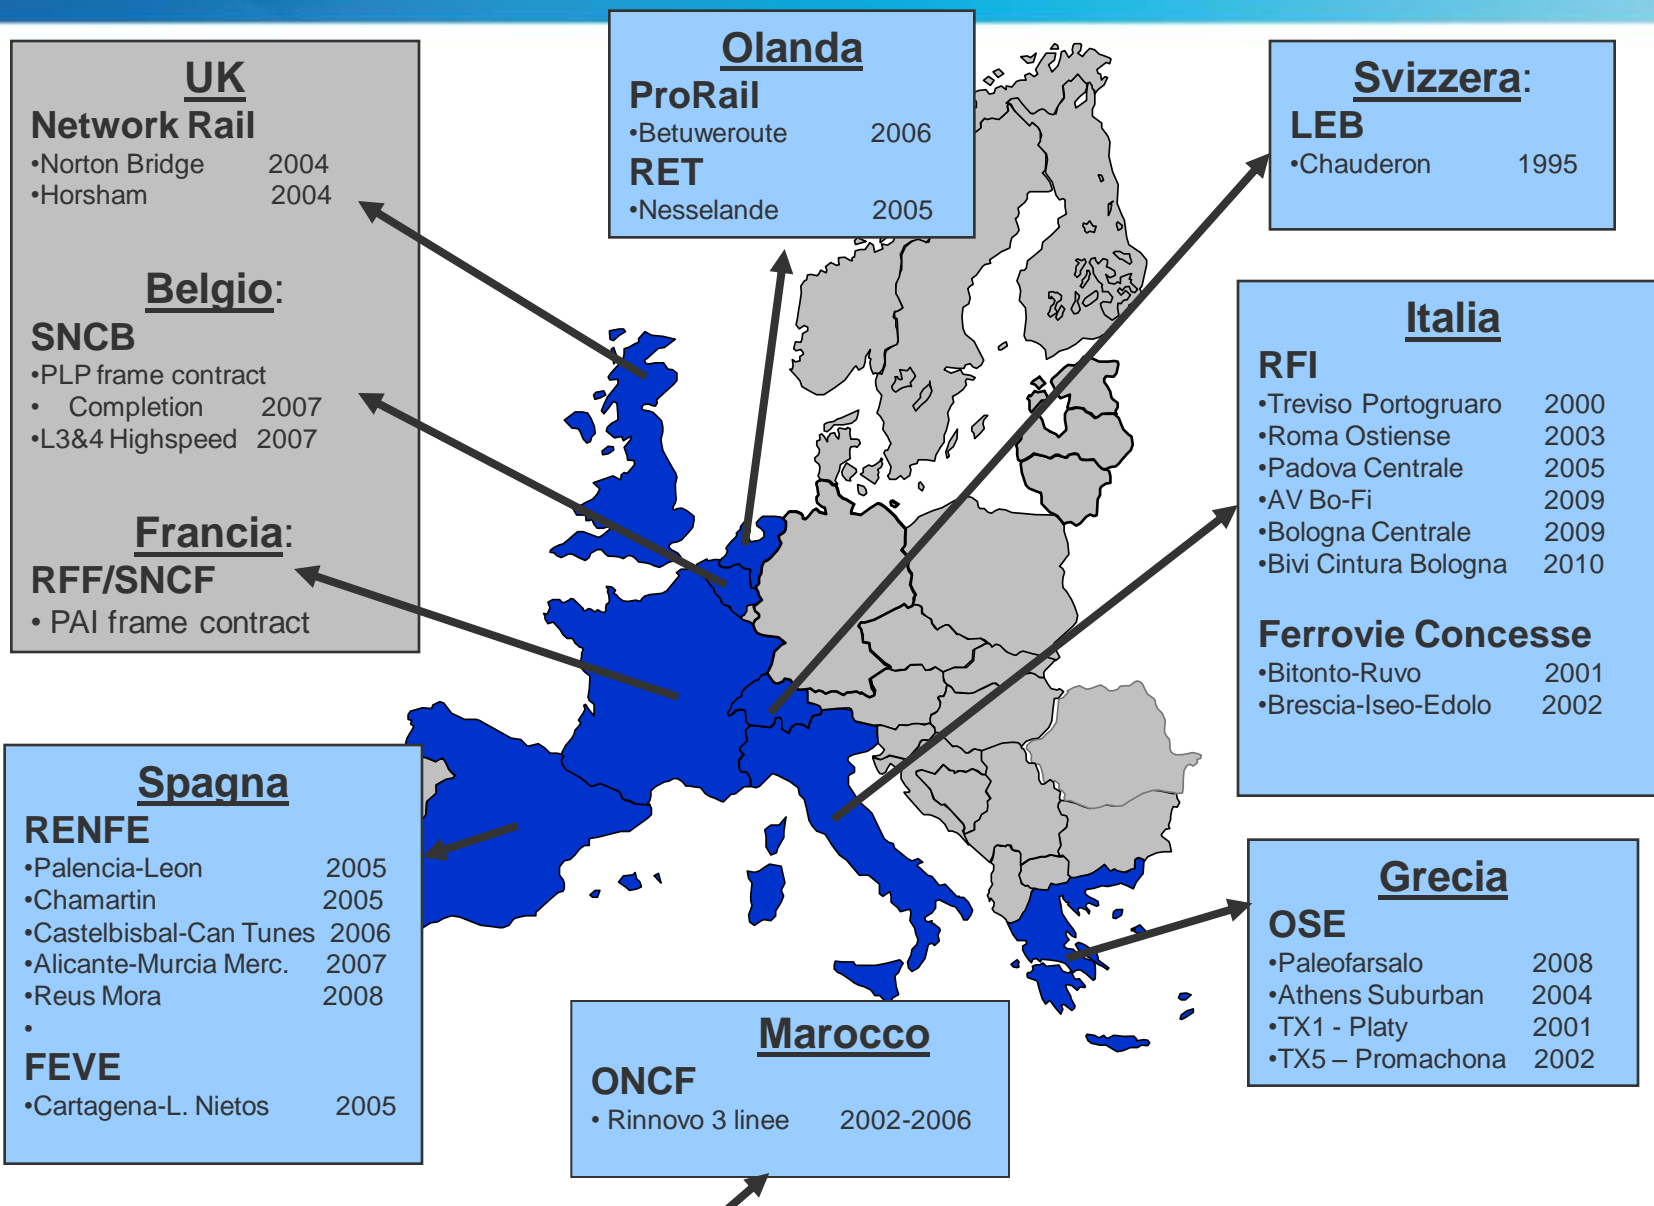 UK
Network Rail
•Norton Bridge 2004
•Horsham 2004
Belgio:
SNCB
•PLP frame contract
• Completion 2007
•L3&4 Highspeed 2007
Francia:
RFF/SNCF
• PAI frame contract
Olanda
ProRail
•Betuweroute 2006
RET
•Nesselande 2005
Svizzera:
LEB
•Chauderon 1995
Italia
RFI
•Treviso Portogruaro 2000
•Roma Ostiense 2003
•Padova Centrale 2005
•AV Bo-Fi 2009
•Bologna Centrale 2009
•Bivi Cintura Bologna 2010
Ferrovie Concesse
•Bitonto-Ruvo 2001
•Brescia-Iseo-Edolo 2002
Spagna
RENFE
•Palencia-Leon 2005
•Chamartin 2005
•Castelbisbal-Can Tunes 2006
•Alicante-Murcia Merc. 2007
•Reus Mora 2008
•
FEVE
•Cartagena-L. Nietos 2005
Marocco
ONCF
• Rinnovo 3 linee 2002-2006
Grecia
OSE
•Paleofarsalo 2008
•Athens Suburban 2004
•TX1 - Platy 2001
•TX5 – Promachona 2002